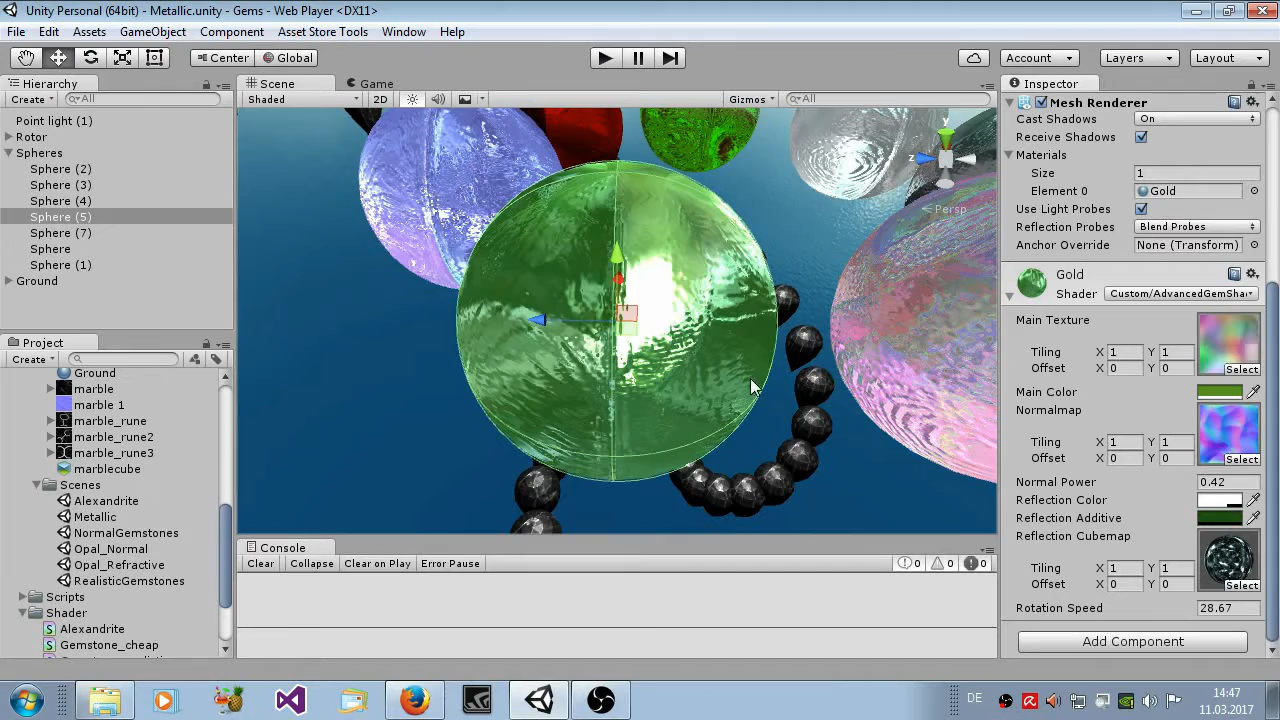 Unity Personal (64bit) - Metallic.unity - Gems - Web Player <DX11>
File Edit Assets GameObject Component Asset Store Tools Window Help
Center Global Account Layers Layout
Hierarchy
Create All
Point light (1)
Rotor
Spheres
Sphere (2)
Sphere (3)
Sphere (4)
Sphere (5)
Sphere (7)
Sphere
Sphere (1)
Ground
Project
Create
Ground
marble
marble 1
marble_rune
marble_rune2
marble_rune3
marblecube
Scenes
Alexandrite
Metallic
NormalGemstones
Opal_Normal
Opal_Refractive
RealisticGemstones
Scripts
Shader
Alexandrite
Gemstone_cheap
Scene Game
Shaded 2D Gizmos All
y
z
Persp
Console
Clear Collapse Clear on Play Error Pause 0 0 0
Inspector
Mesh Renderer
Cast Shadows On
Receive Shadows
Materials
Size 1
Element 0 Gold
Use Light Probes
Reflection Probes Blend Probes
Anchor Override None (Transform)
Gold
Shader Custom/AdvancedGemSha
Main Texture
Tiling X 1 Y 1
Offset X 0 Y 0
Select
Main Color
Normalmap
Tiling X 1 Y 1
Offset X 0 Y 0
Select
Normal Power 0.42
Reflection Color
Reflection Additive
Reflection Cubemap
Tiling X 1 Y 1
Offset X 0 Y 0
Select
Rotation Speed 28.67
Add Component
DE
14:47
11.03.2017